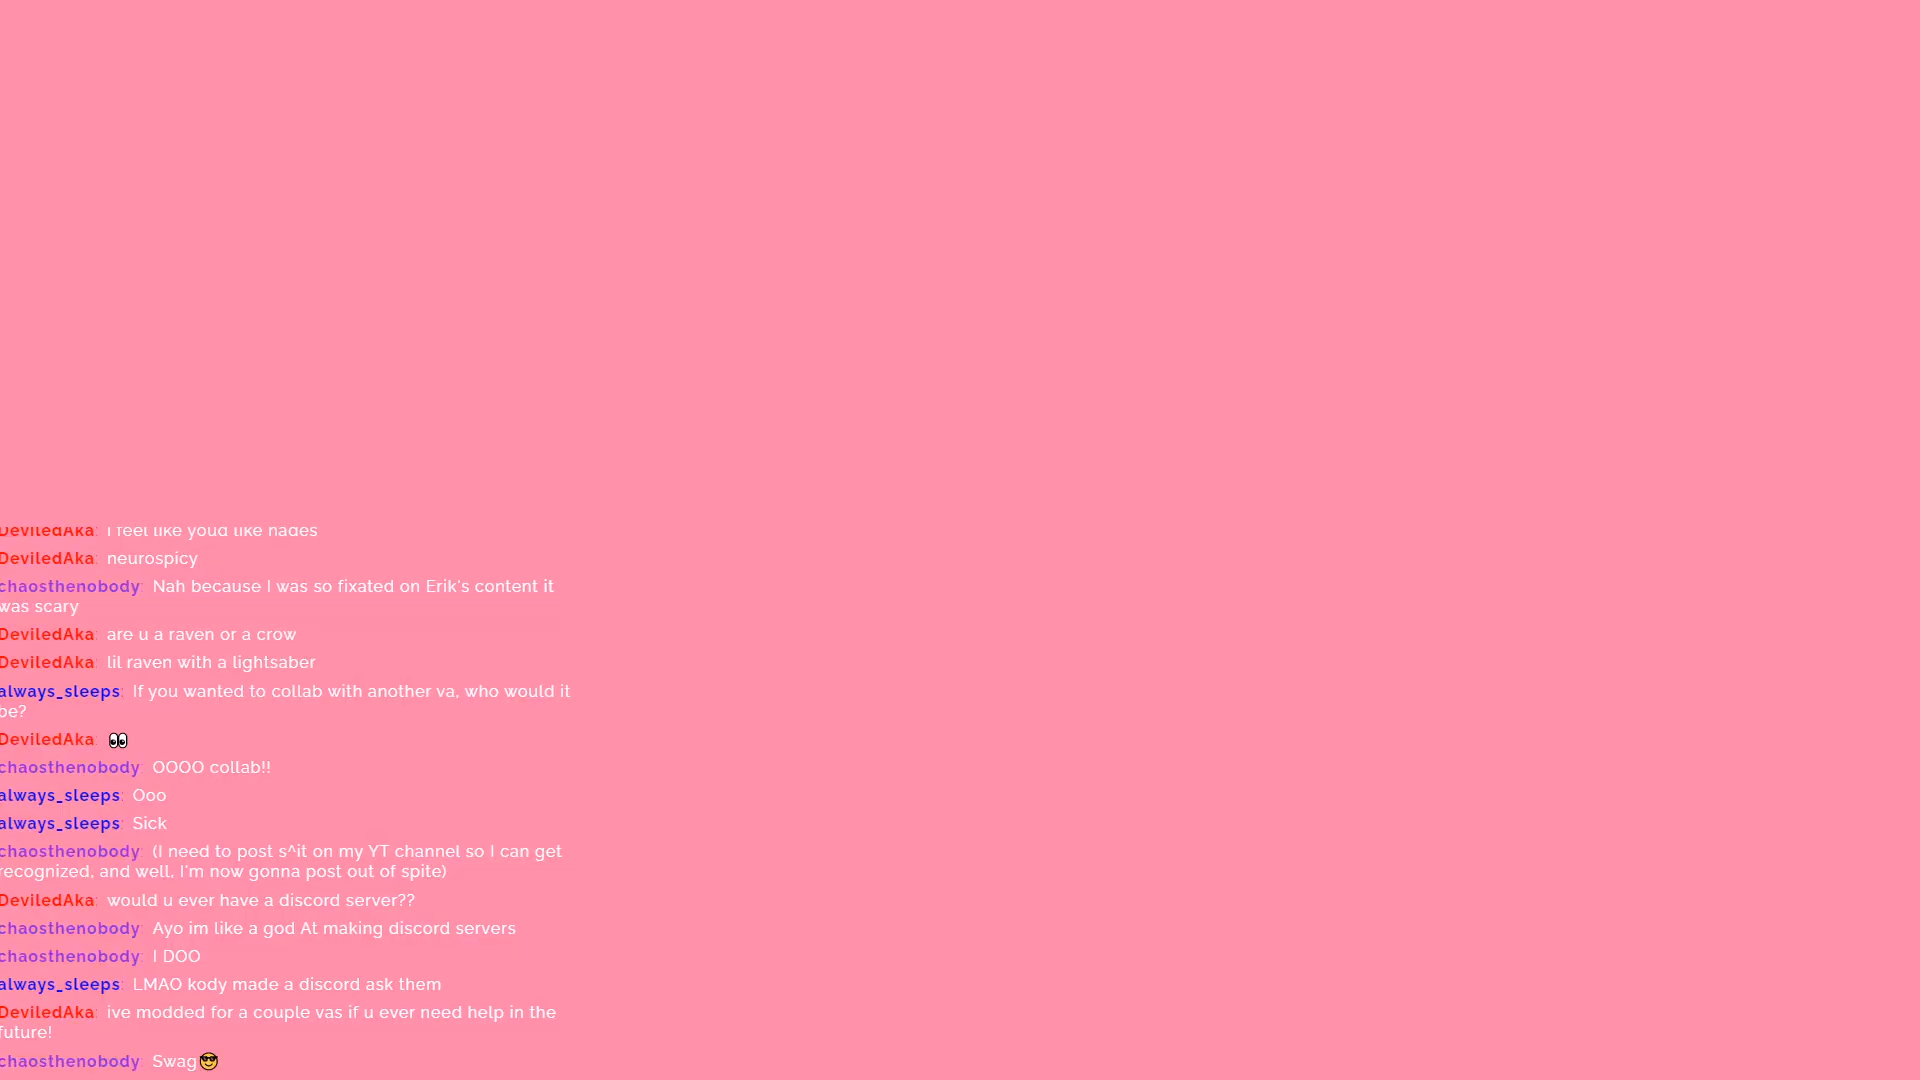 DeviledAka: i feel like youd like hades
DeviledAka: neurospicy
chaosthenobody: Nah because I was so fixated on Erik's content it
was scary
DeviledAka: are u a raven or a crow
DeviledAka: lil raven with a lightsaber
always_sleeps: If you wanted to collab with another va, who would it
be?
DeviledAka: 👀
chaosthenobody: OOOO collab!!
always_sleeps: Ooo
always_sleeps: Sick
chaosthenobody: (I need to post s^it on my YT channel so I can get
recognized, and well, I'm now gonna post out of spite)
DeviledAka: would u ever have a discord server??
chaosthenobody: Ayo im like a god At making discord servers
chaosthenobody: I DOO
always_sleeps: LMAO kody made a discord ask them
DeviledAka: ive modded for a couple vas if u ever need help in the
future!
chaosthenobody: Swag😎